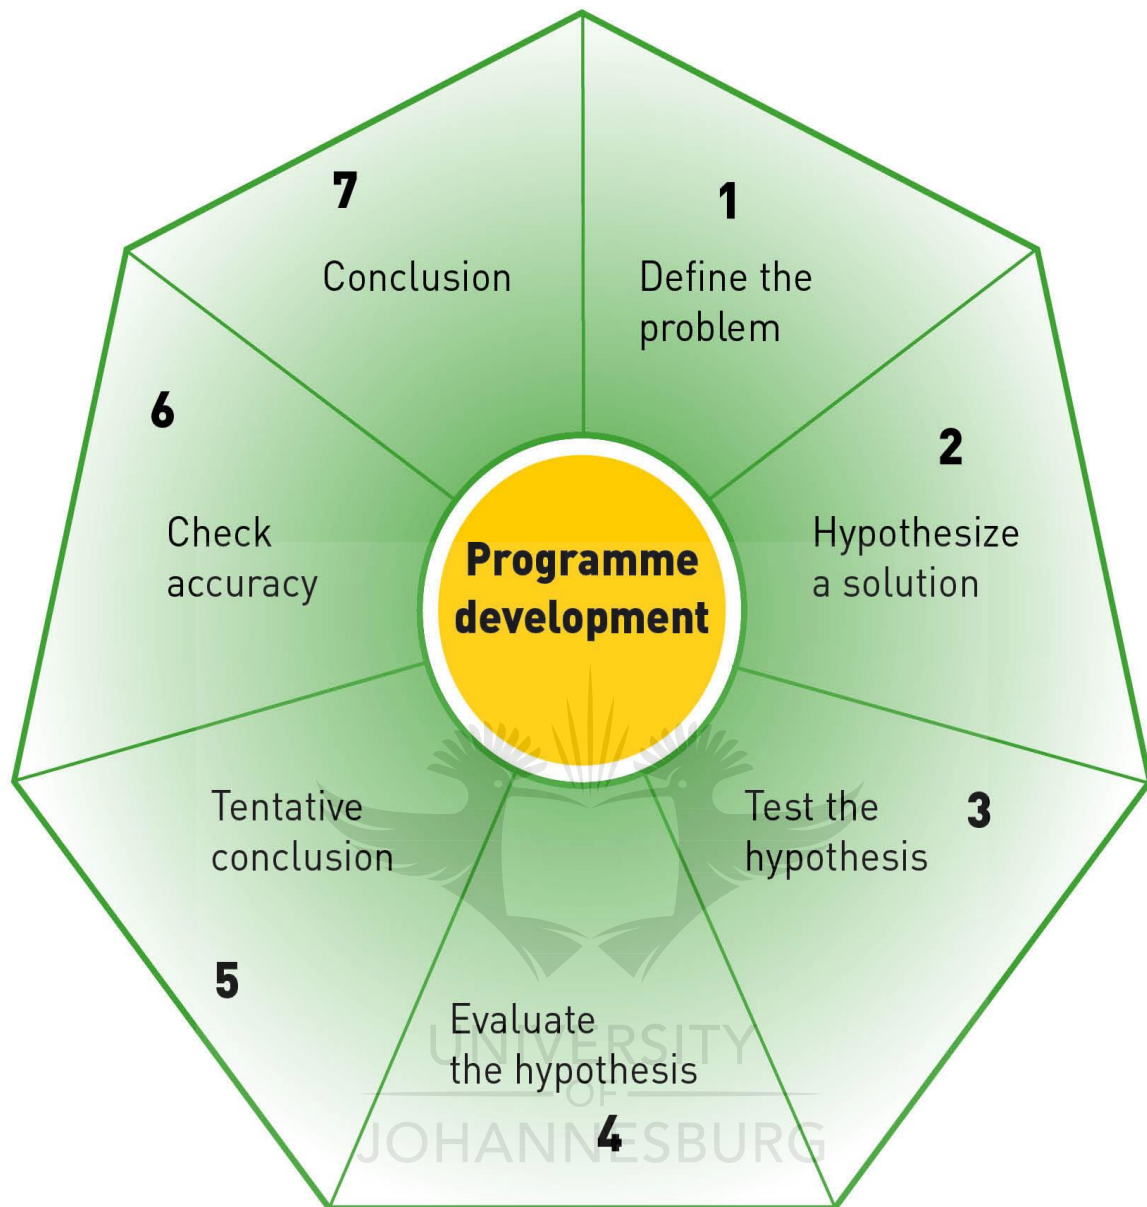 1
Define the
problem
2
Hypothesize
a solution
3
Test the
hypothesis
4
Evaluate
the hypothesis
5
Tentative
conclusion
6
Check
accuracy
7
Conclusion
Programme
development
UNIVERSITY
OF
JOHANNESBURG